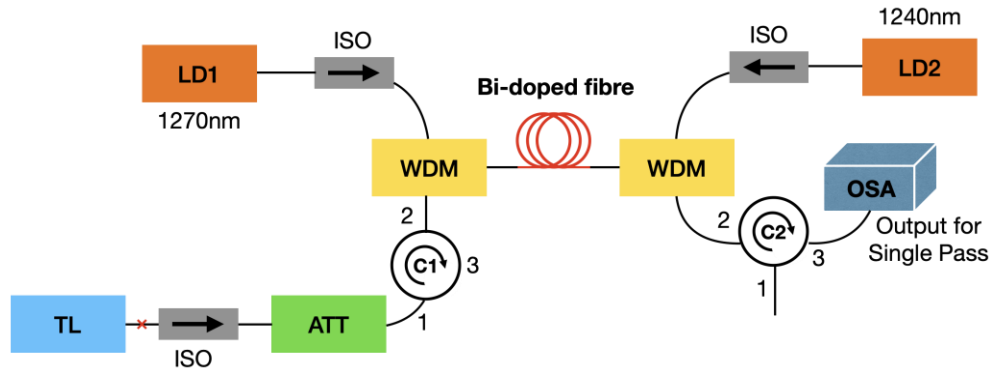 1240nm
ISO
ISO
LD1
LD2
1270nm
Bi-doped fibre
WDM
WDM
OSA
2
2
C2
Output for
Single Pass
C1
3
3
1
1
TL
ATT
ISO